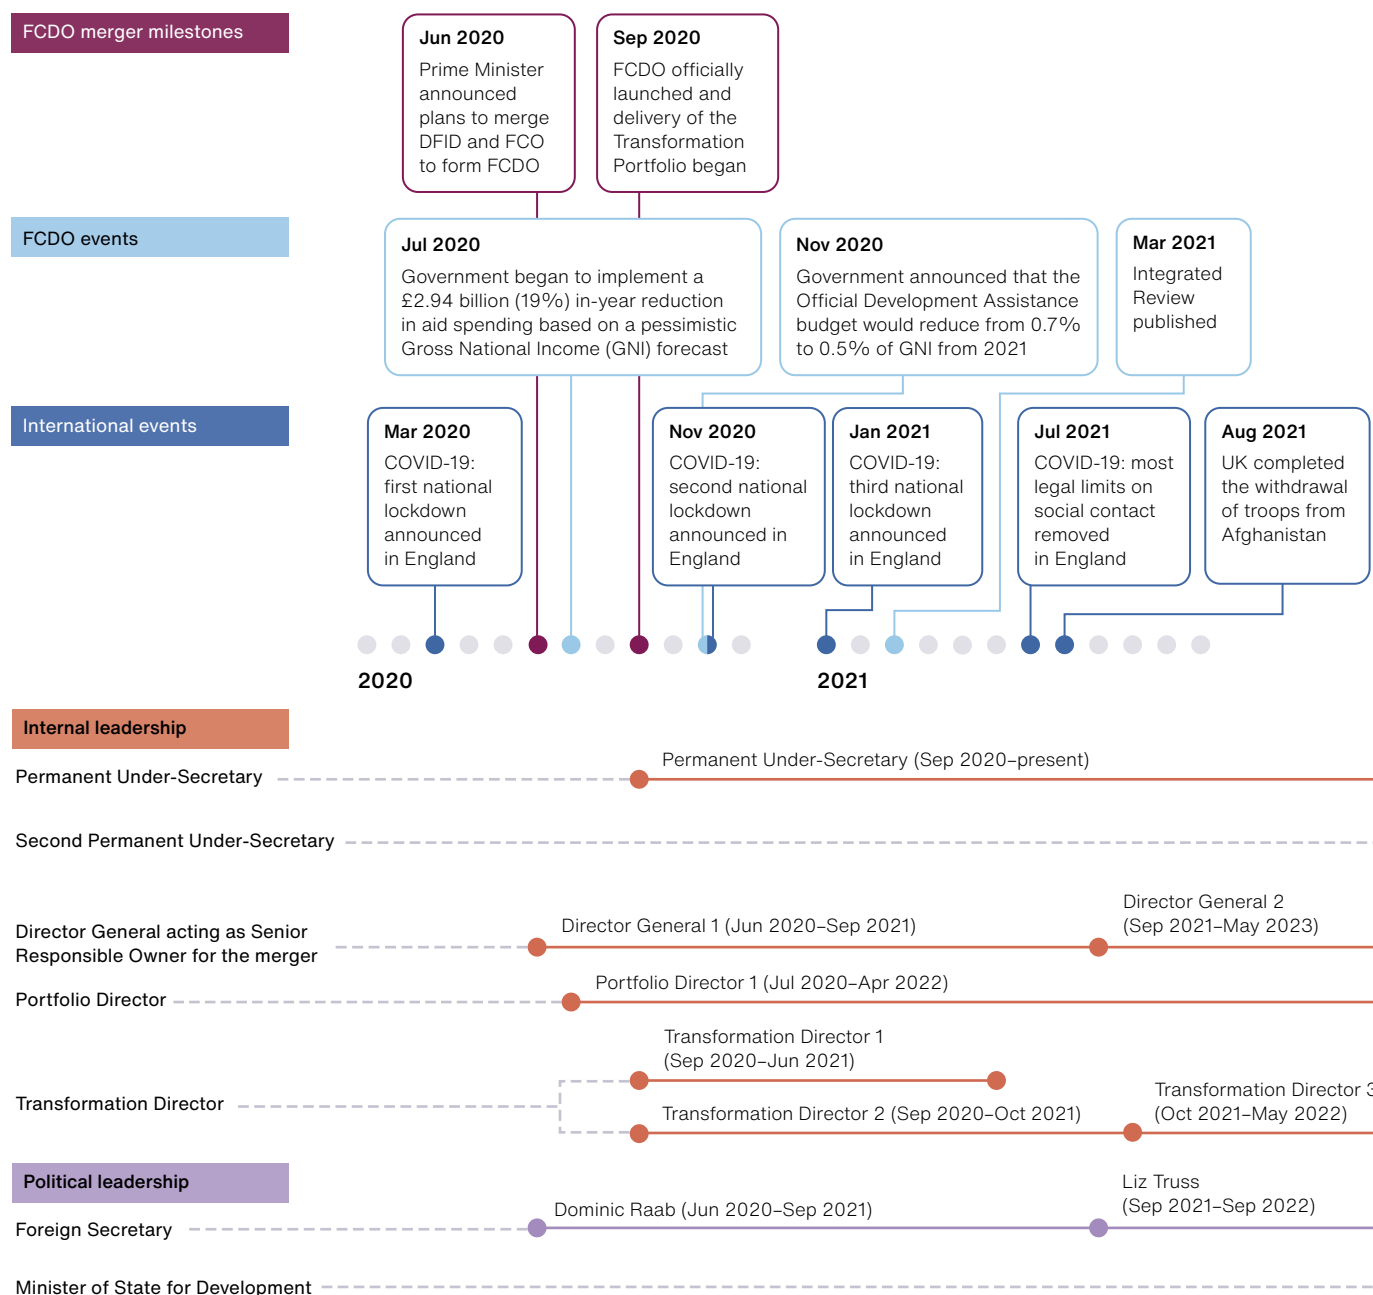 FCDO merger milestones
Jun 2020
Prime Minister
announced
plans to merge
DFID and FCO
to form FCDO
Sep 2020
FCDO officially
launched and
delivery of the
Transformation
Portfolio began
FCDO events
Jul 2020
Government began to implement a
£2.94 billion (19%) in-year reduction
in aid spending based on a pessimistic
Gross National Income (GNI) forecast
Nov 2020
Government announced that the
Official Development Assistance
budget would reduce from 0.7%
to 0.5% of GNI from 2021
Mar 2021
Integrated
Review
published
International events
Mar 2020
COVID-19:
first national
lockdown
announced
in England
Nov 2020
COVID-19:
second national
lockdown
announced in
England
Jan 2021
COVID-19:
third national
lockdown
announced
in England
Jul 2021
COVID-19: most
legal limits on
social contact
removed
in England
Aug 2021
UK completed
the withdrawal
of troops from
Afghanistan
2020
2021
Internal leadership
Permanent Under-Secretary
Permanent Under-Secretary (Sep 2020–present)
Second Permanent Under-Secretary
Director General acting as Senior
Responsible Owner for the merger
Director General 1 (Jun 2020–Sep 2021)
Director General 2
(Sep 2021–May 2023)
Portfolio Director
Portfolio Director 1 (Jul 2020–Apr 2022)
Transformation Director
Transformation Director 1
(Sep 2020–Jun 2021)
Transformation Director 2 (Sep 2020–Oct 2021)
Transformation Director 3
(Oct 2021–May 2022)
Political leadership
Foreign Secretary
Dominic Raab (Jun 2020–Sep 2021)
Liz Truss
(Sep 2021–Sep 2022)
Minister of State for Development